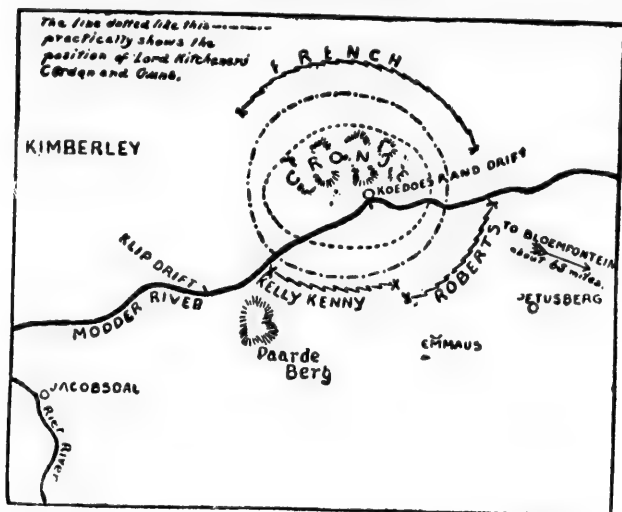 The line dotted like this
practically shows the
position of Lord Kitchener's
Cordon and Guns.
FRENCH
KIMBERLEY
CRONJ
KOEDOESRAND DRIFT
KLIP DRIFT
TO BLOEMFONTEIN
about 65 miles.
ROBERTS
KELLY KENNY
MODDER RIVER
JETUSBERG
Paarde
Berg
EMMAUS
JACOBSDAL
Riet River